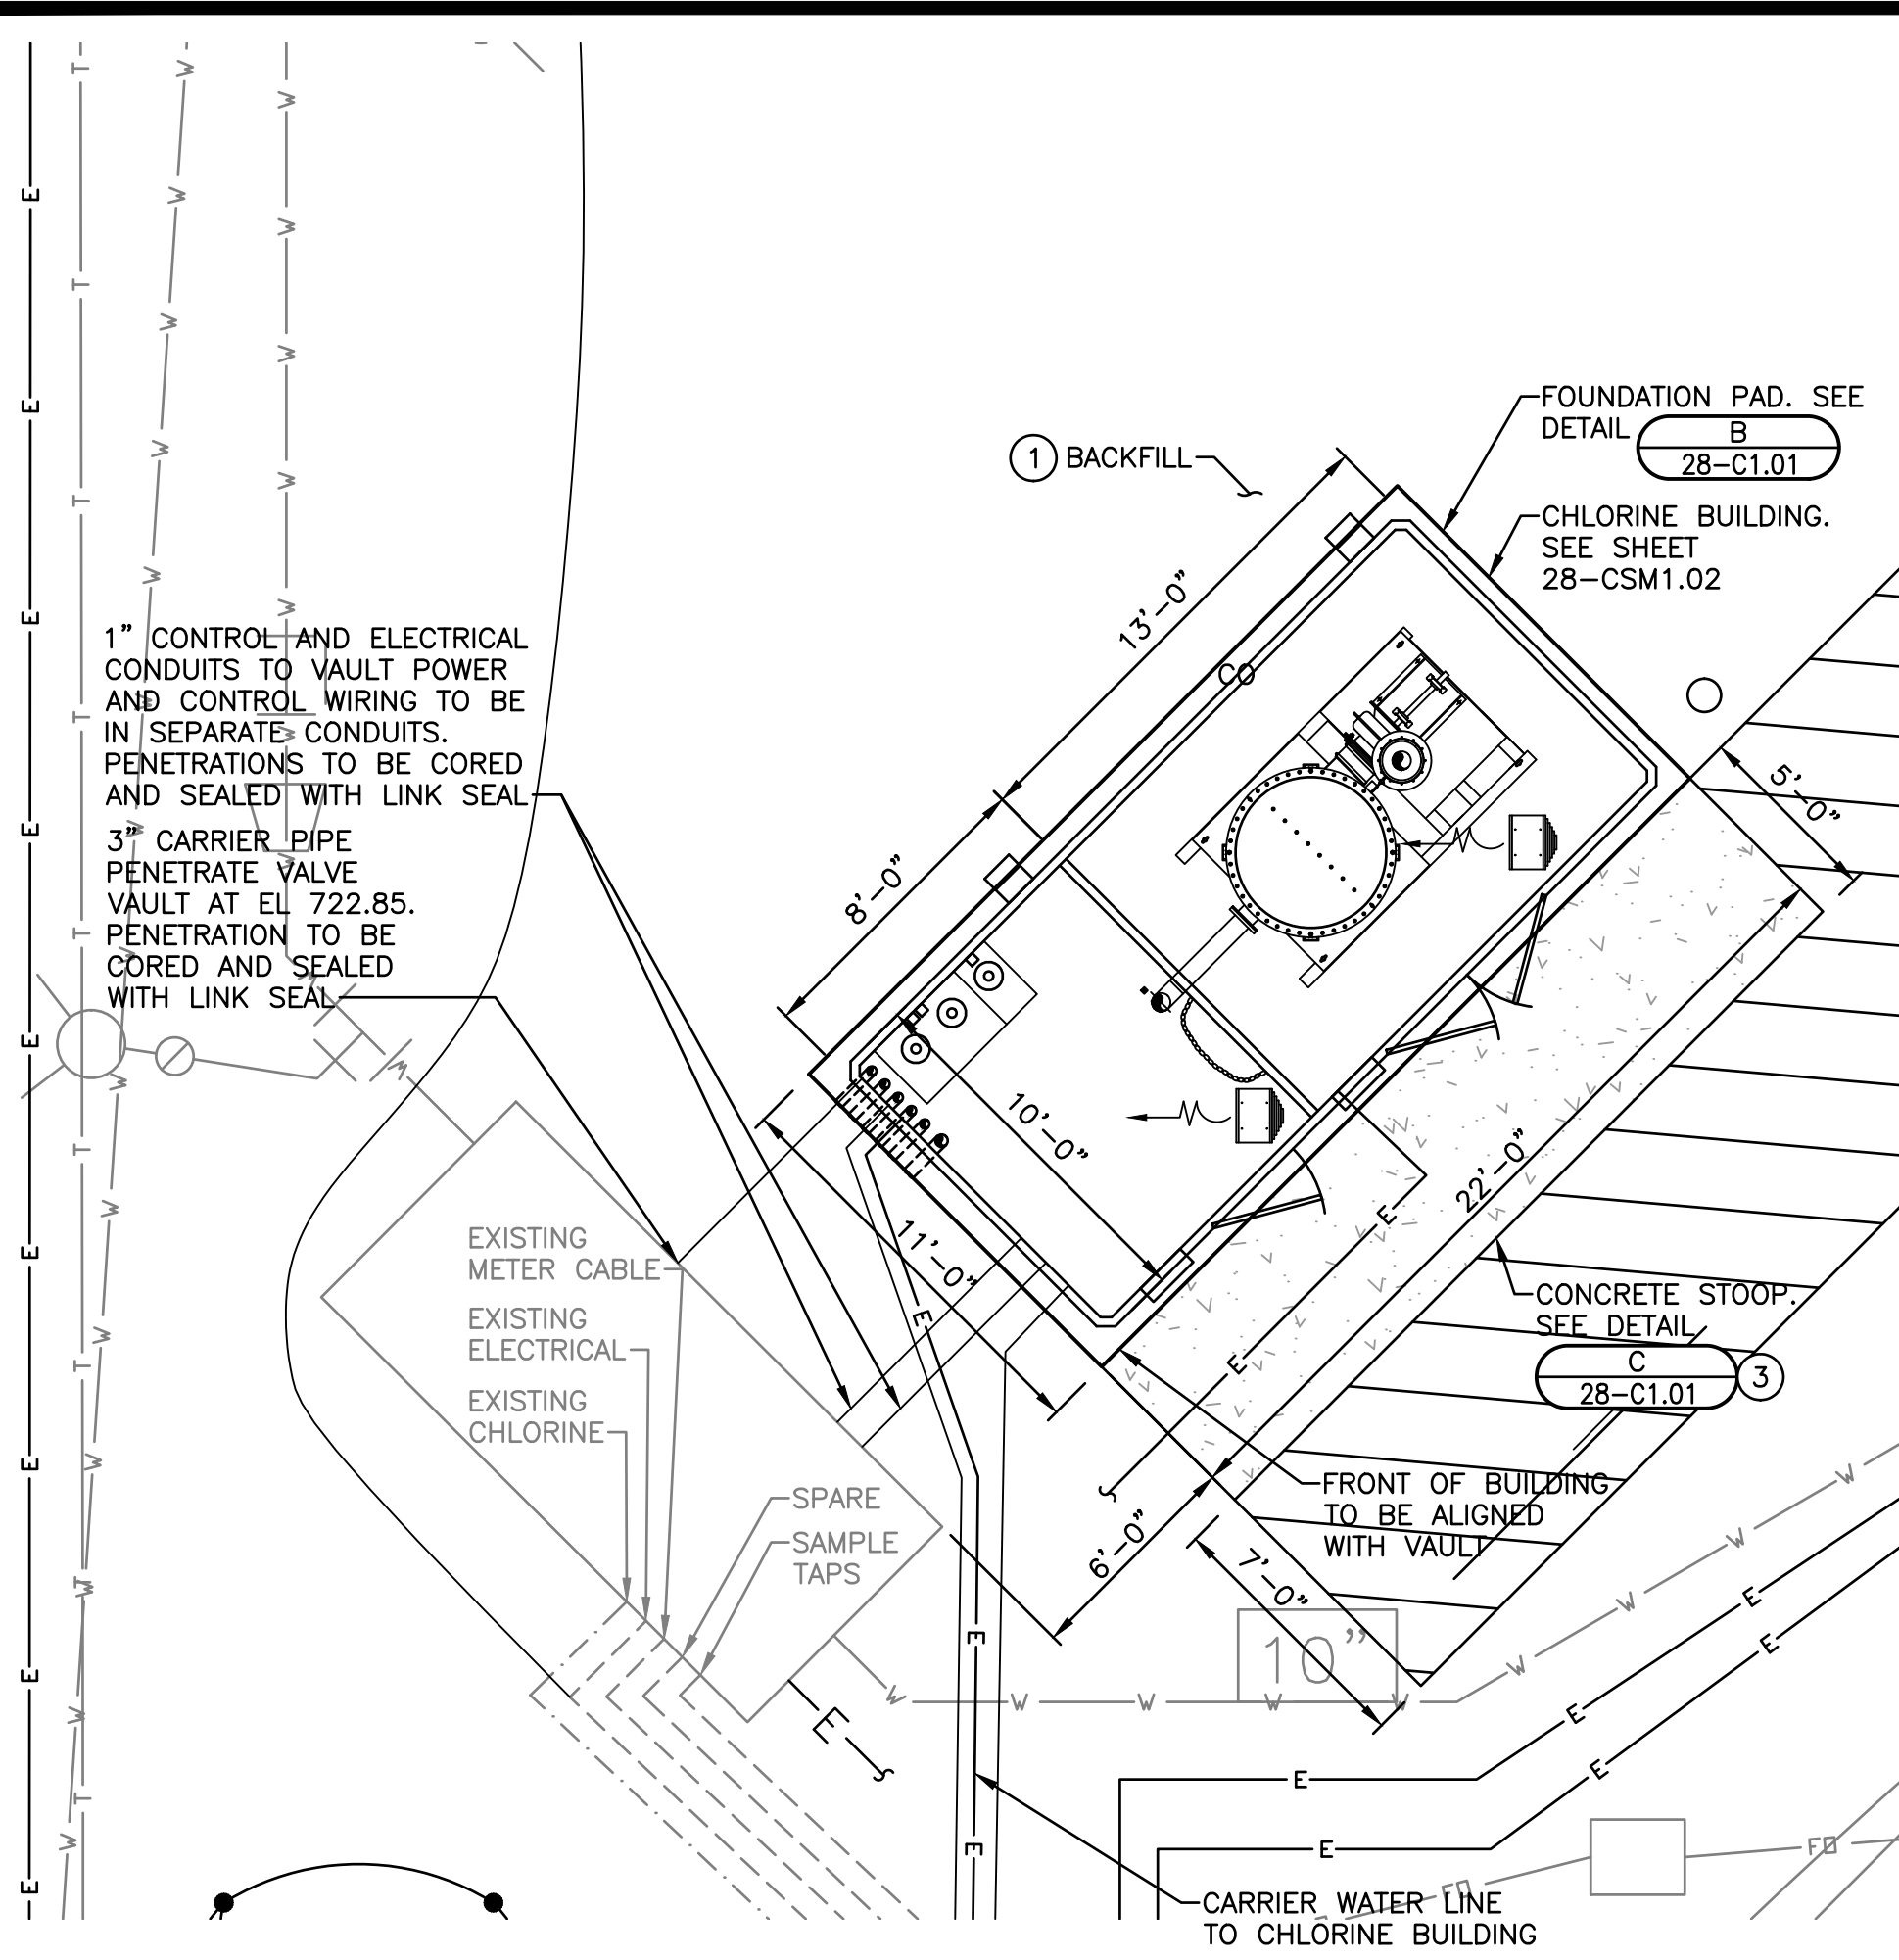 FOUNDATION PAD. SEE
DETAIL
B
28-C1.01
1 BACKFILL
CHLORINE BUILDING.
SEE SHEET
28-CSM1.02
13'-0"
1" CONTROL AND ELECTRICAL
CONDUITS TO VAULT POWER
AND CONTROL WIRING TO BE
IN SEPARATE CONDUITS.
PENETRATIONS TO BE CORED
AND SEALED WITH LINK SEAL
CO
5'-0"
3" CARRIER PIPE
PENETRATE VALVE
VAULT AT EL 722.85.
PENETRATION TO BE
CORED AND SEALED
WITH LINK SEAL
8'-0"
10'-0"
22'-0"
11'-0"
EXISTING
METER CABLE
EXISTING
ELECTRICAL
EXISTING
CHLORINE
CONCRETE STOOP.
SEE DETAIL
C
28-C1.01
3
SPARE
SAMPLE
TAPS
FRONT OF BUILDING
TO BE ALIGNED
WITH VAULT
6'-0"
7'-0"
10"
E
W
T
FO
FO
CARRIER WATER LINE
TO CHLORINE BUILDING